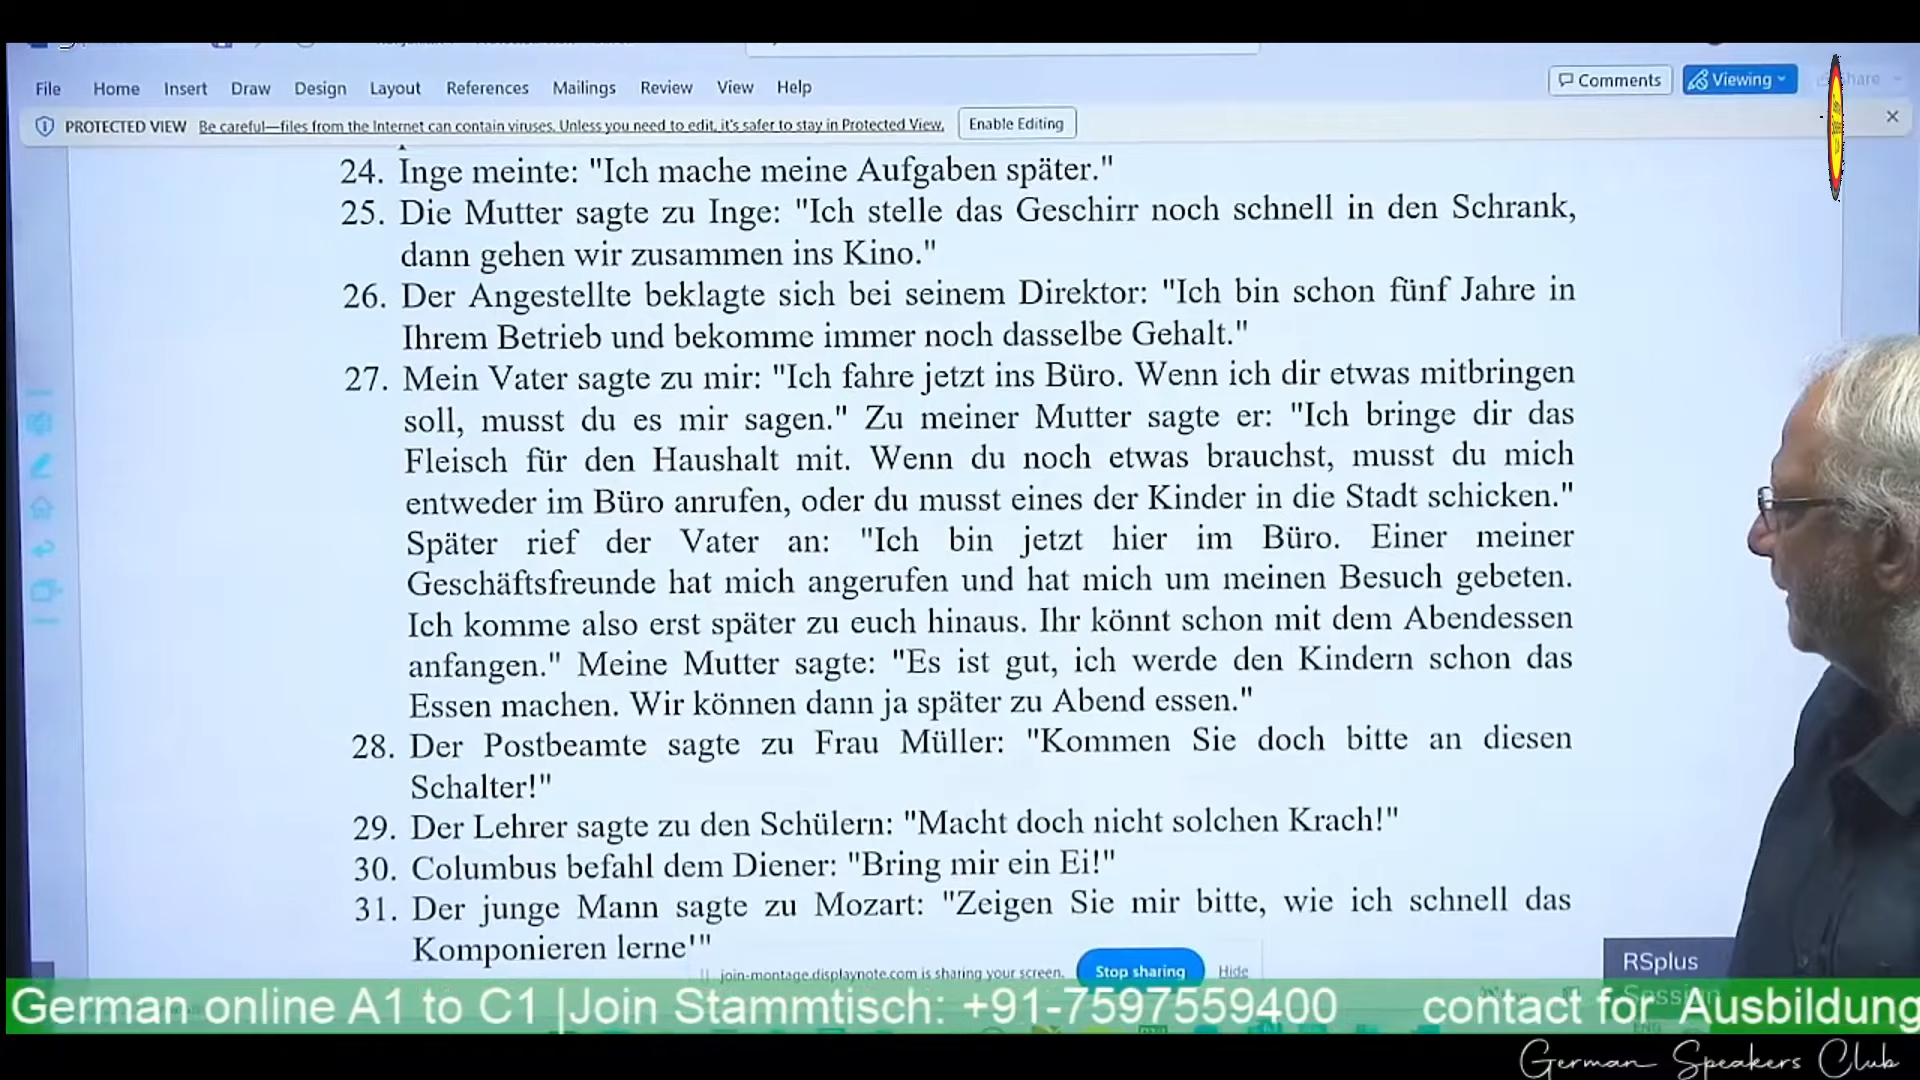 File Home Insert Draw Design Layout References Mailings Review View Help Comments Viewing Share
PROTECTED VIEW Be careful—files from the Internet can contain viruses. Unless you need to edit, it's safer to stay in Protected View. Enable Editing
24. Inge meinte: "Ich mache meine Aufgaben später."
25. Die Mutter sagte zu Inge: "Ich stelle das Geschirr noch schnell in den Schrank,
dann gehen wir zusammen ins Kino."
26. Der Angestellte beklagte sich bei seinem Direktor: "Ich bin schon fünf Jahre in
Ihrem Betrieb und bekomme immer noch dasselbe Gehalt."
27. Mein Vater sagte zu mir: "Ich fahre jetzt ins Büro. Wenn ich dir etwas mitbringen
soll, musst du es mir sagen." Zu meiner Mutter sagte er: "Ich bringe dir das
Fleisch für den Haushalt mit. Wenn du noch etwas brauchst, musst du mich
entweder im Büro anrufen, oder du musst eines der Kinder in die Stadt schicken."
Später rief der Vater an: "Ich bin jetzt hier im Büro. Einer meiner
Geschäftsfreunde hat mich angerufen und hat mich um meinen Besuch gebeten.
Ich komme also erst später zu euch hinaus. Ihr könnt schon mit dem Abendessen
anfangen." Meine Mutter sagte: "Es ist gut, ich werde den Kindern schon das
Essen machen. Wir können dann ja später zu Abend essen."
28. Der Postbeamte sagte zu Frau Müller: "Kommen Sie doch bitte an diesen
Schalter!"
29. Der Lehrer sagte zu den Schülern: "Macht doch nicht solchen Krach!"
30. Columbus befahl dem Diener: "Bring mir ein Ei!"
31. Der junge Mann sagte zu Mozart: "Zeigen Sie mir bitte, wie ich schnell das
Komponieren lerne'"
join-montage.displaynote.com is sharing your screen. Stop sharing Hide
RSplus
Session
German online A1 to C1 |Join Stammtisch: +91-7597559400 contact for Ausbildung
German Speakers Club